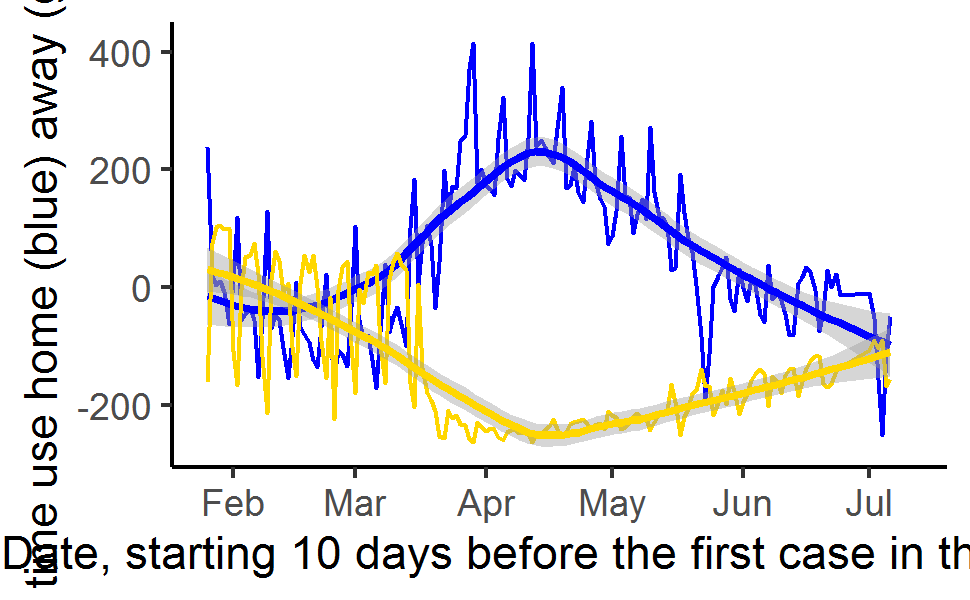 time use home (blue) away (
400
200
0
-200
Feb Mar Apr May Jun Jul
Date, starting 10 days before the first case in th